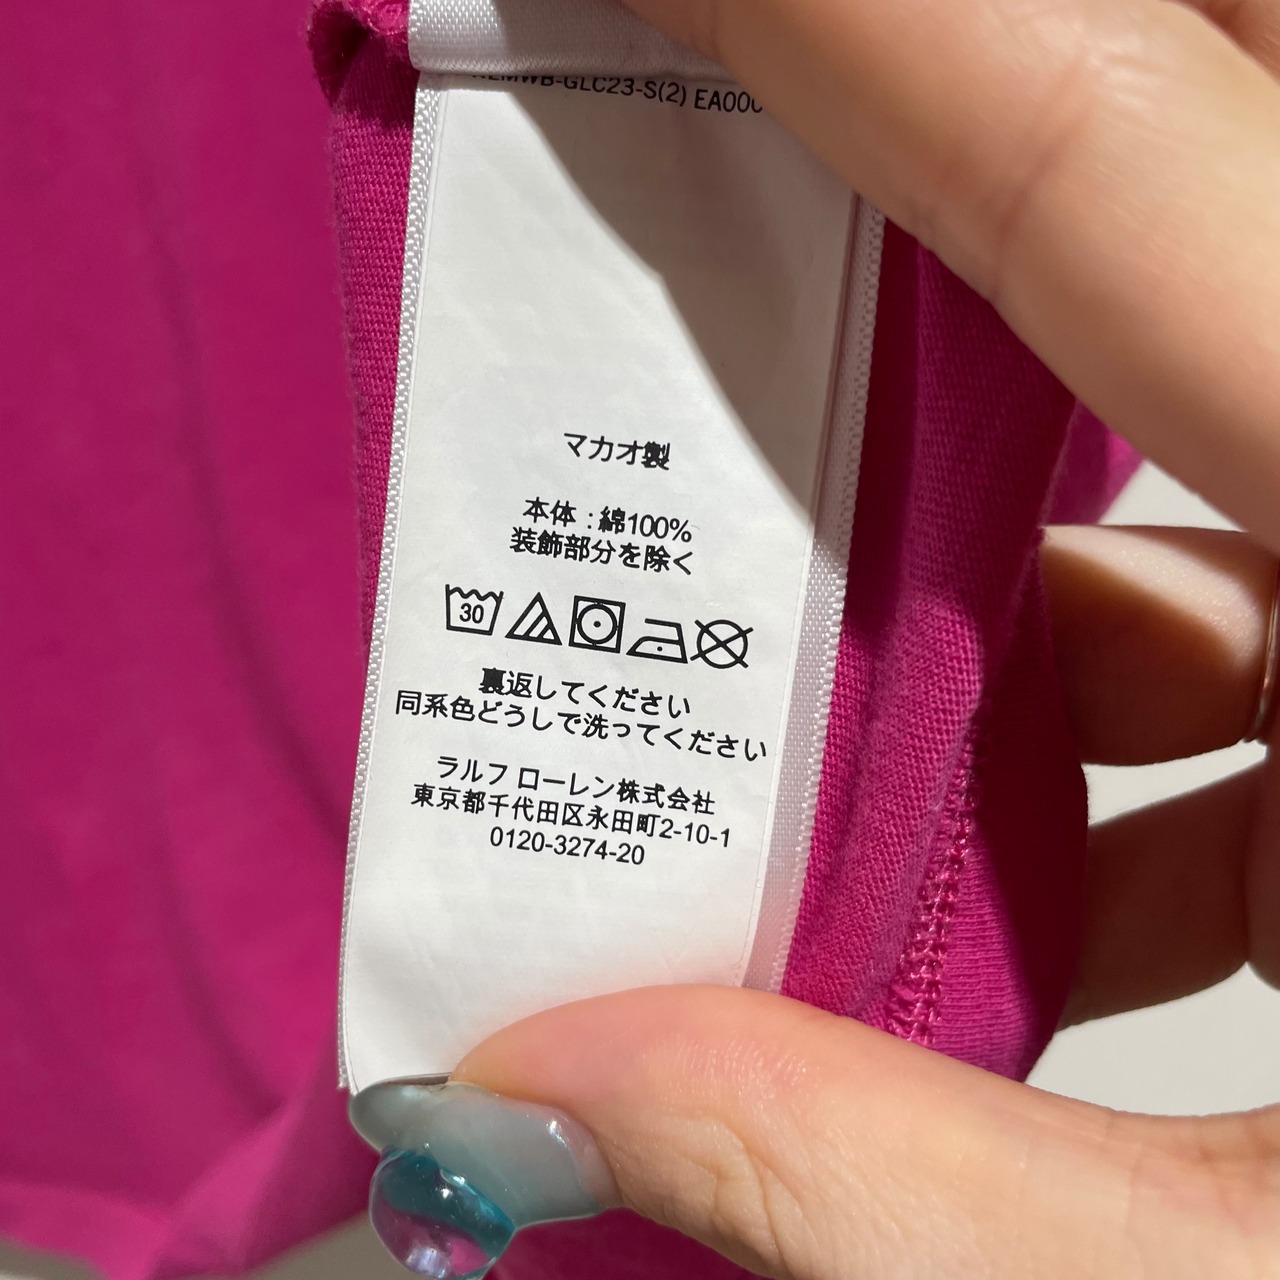 GLC23-S(2) EA000
マカオ製
本体 : 綿100%
装飾部分を除く
30
裏返してください
同系色どうしで洗ってください
ラルフ ローレン株式会社
東京都千代田区永田町2-10-1
0120-3274-20